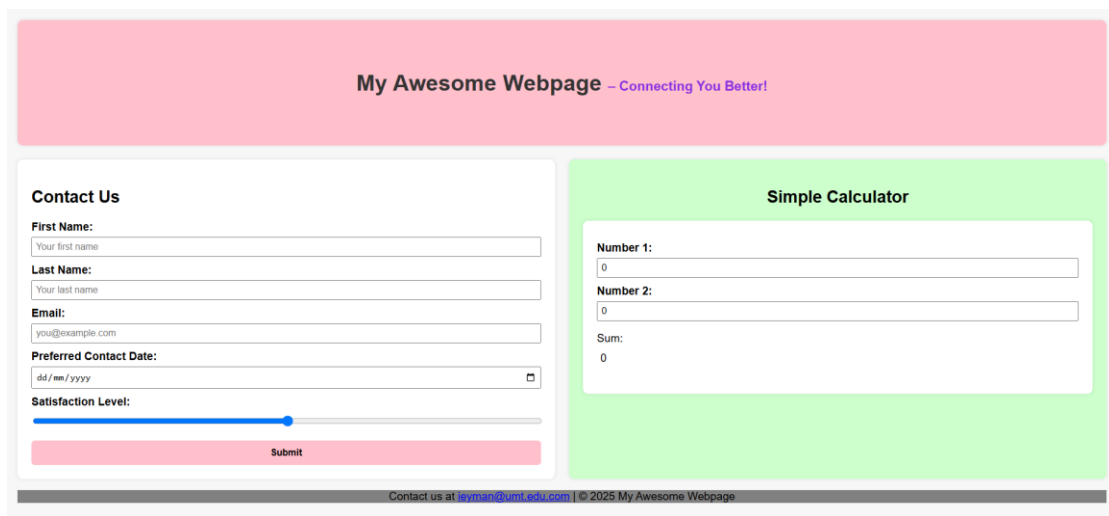 My Awesome Webpage – Connecting You Better!
Contact Us
First Name:
Your first name
Last Name:
Your last name
Email:
you@example.com
Preferred Contact Date:
dd/mm/yyyy
Satisfaction Level:
Submit
Simple Calculator
Number 1:
0
Number 2:
0
Sum:
0
Contact us at ieyman@umt.edu.com | © 2025 My Awesome Webpage